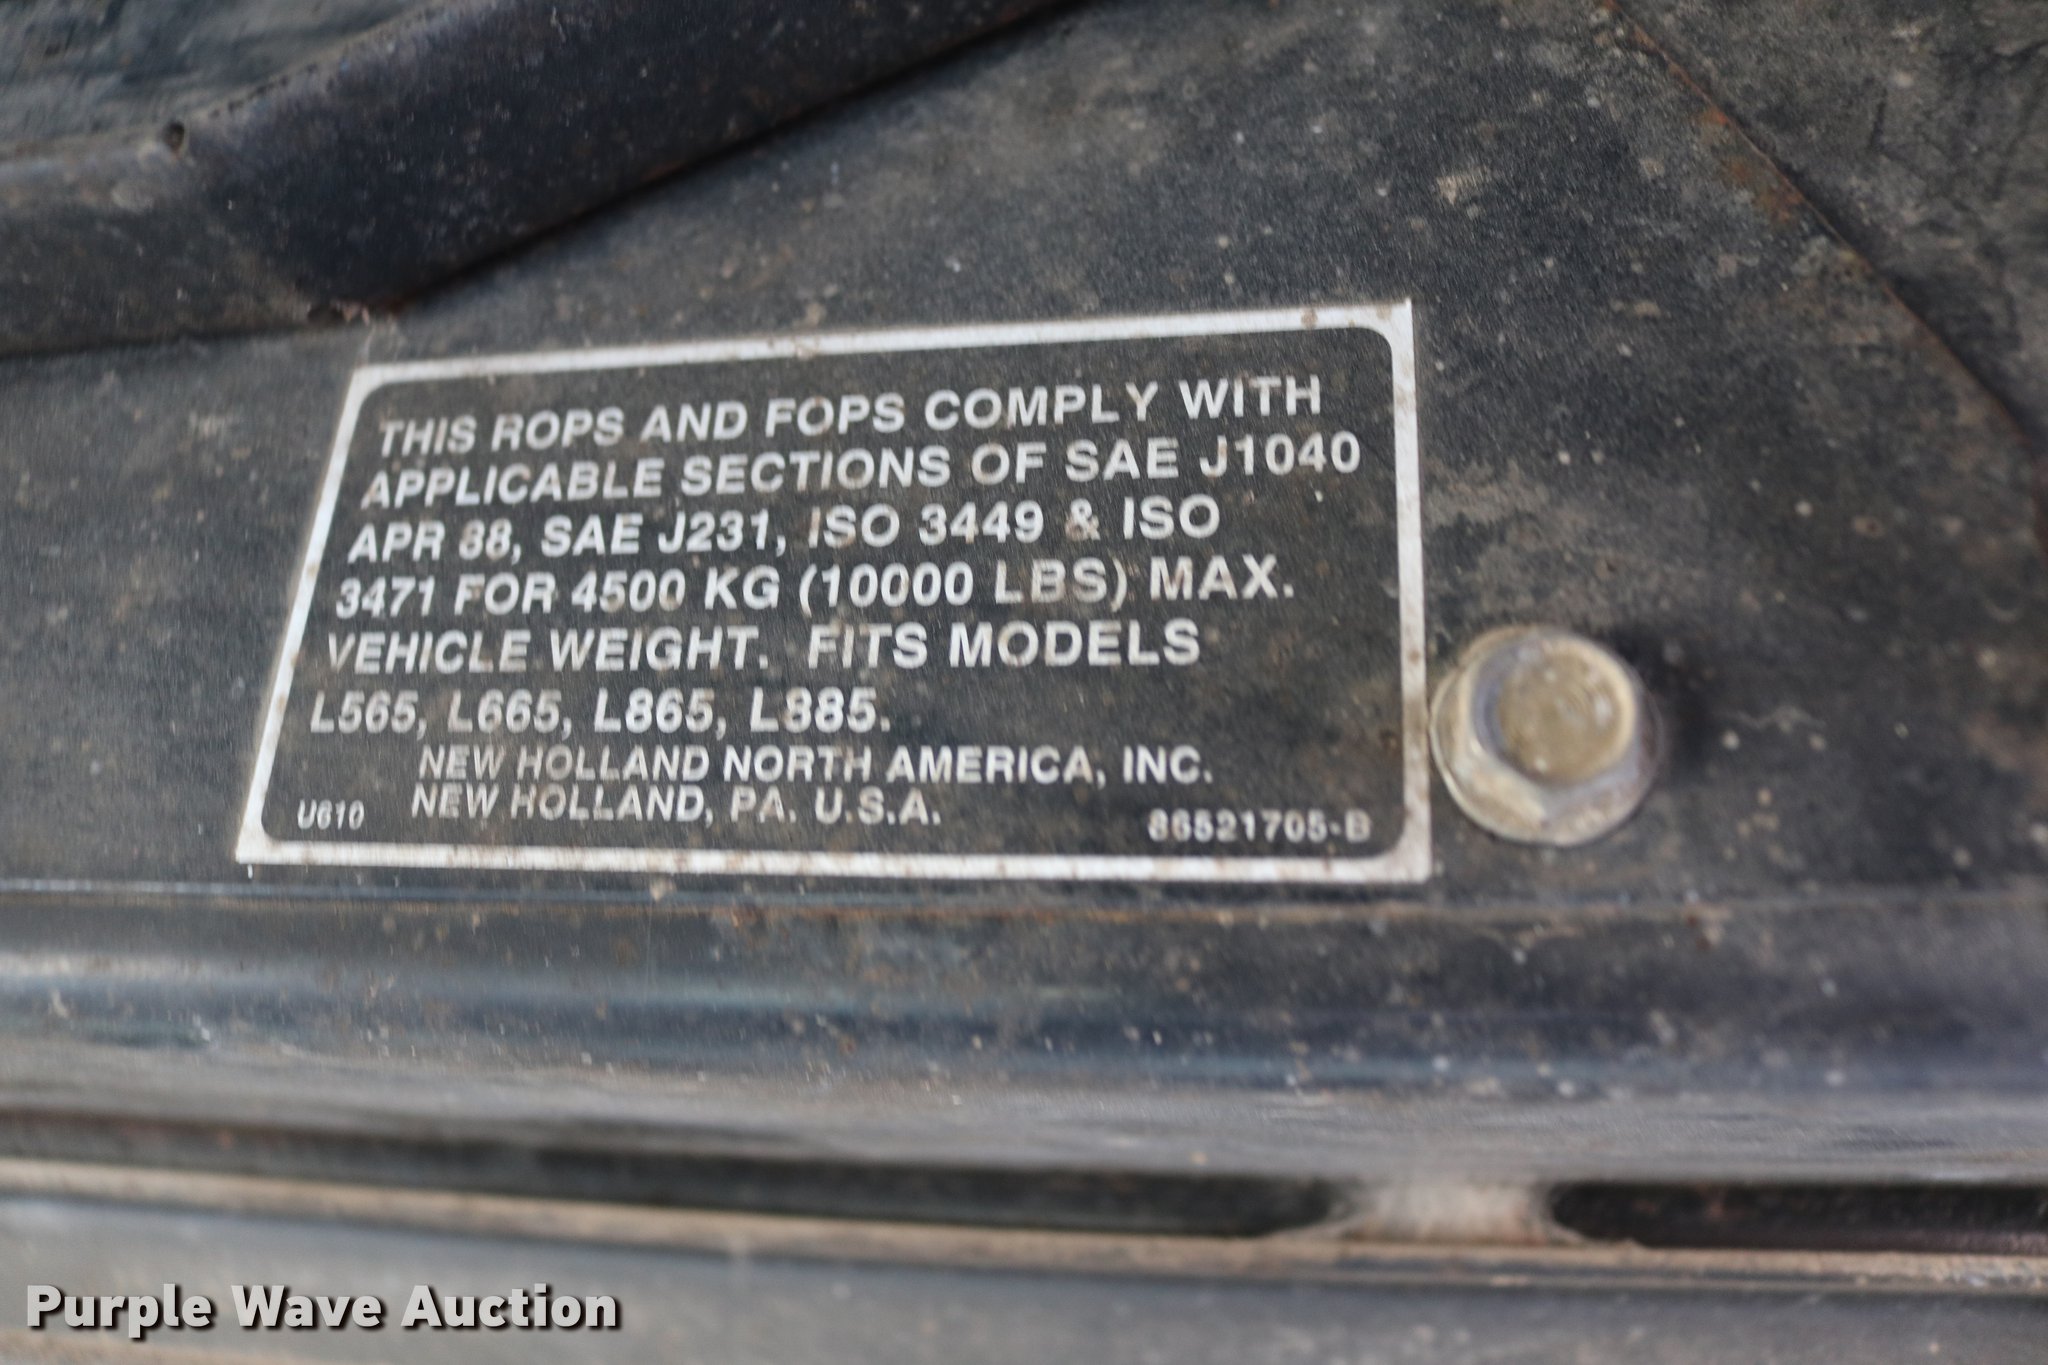 THIS ROPS AND FOPS COMPLY WITH
APPLICABLE SECTIONS OF SAE J1040
APR 88, SAE J231, ISO 3449 & ISO
3471 FOR 4500 KG (10000 LBS) MAX.
VEHICLE WEIGHT. FITS MODELS
L565, L665, L865, L885.
NEW HOLLAND NORTH AMERICA, INC.
U610 NEW HOLLAND, PA. U.S.A. 86521705-B
Purple Wave Auction